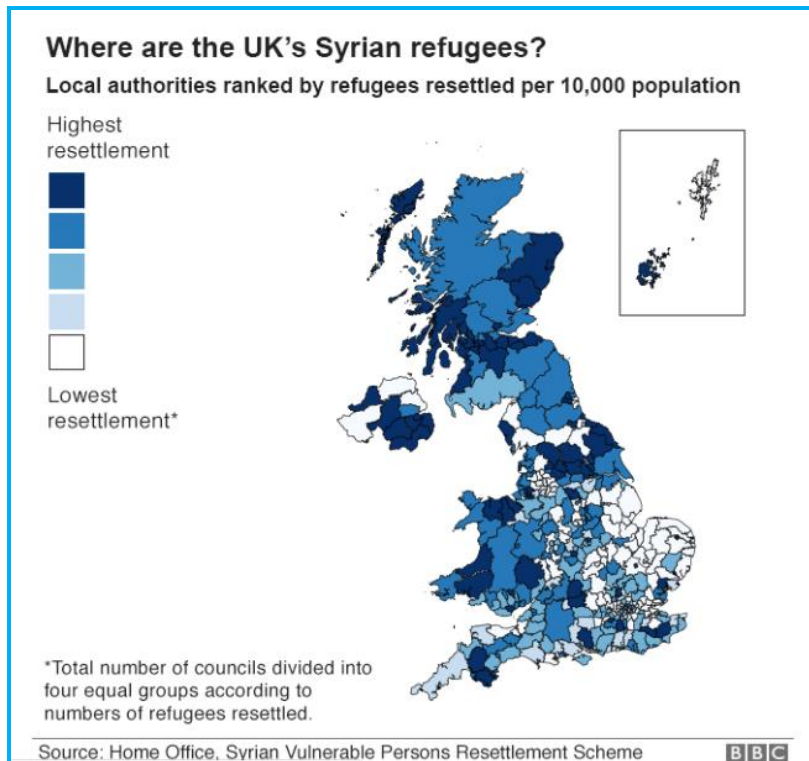 Where are the UK's Syrian refugees?
Local authorities ranked by refugees resettled per 10,000 population
Highest
resettlement
Lowest
resettlement*
*Total number of councils divided into
four equal groups according to
numbers of refugees resettled.
Source: Home Office, Syrian Vulnerable Persons Resettlement Scheme
BBC